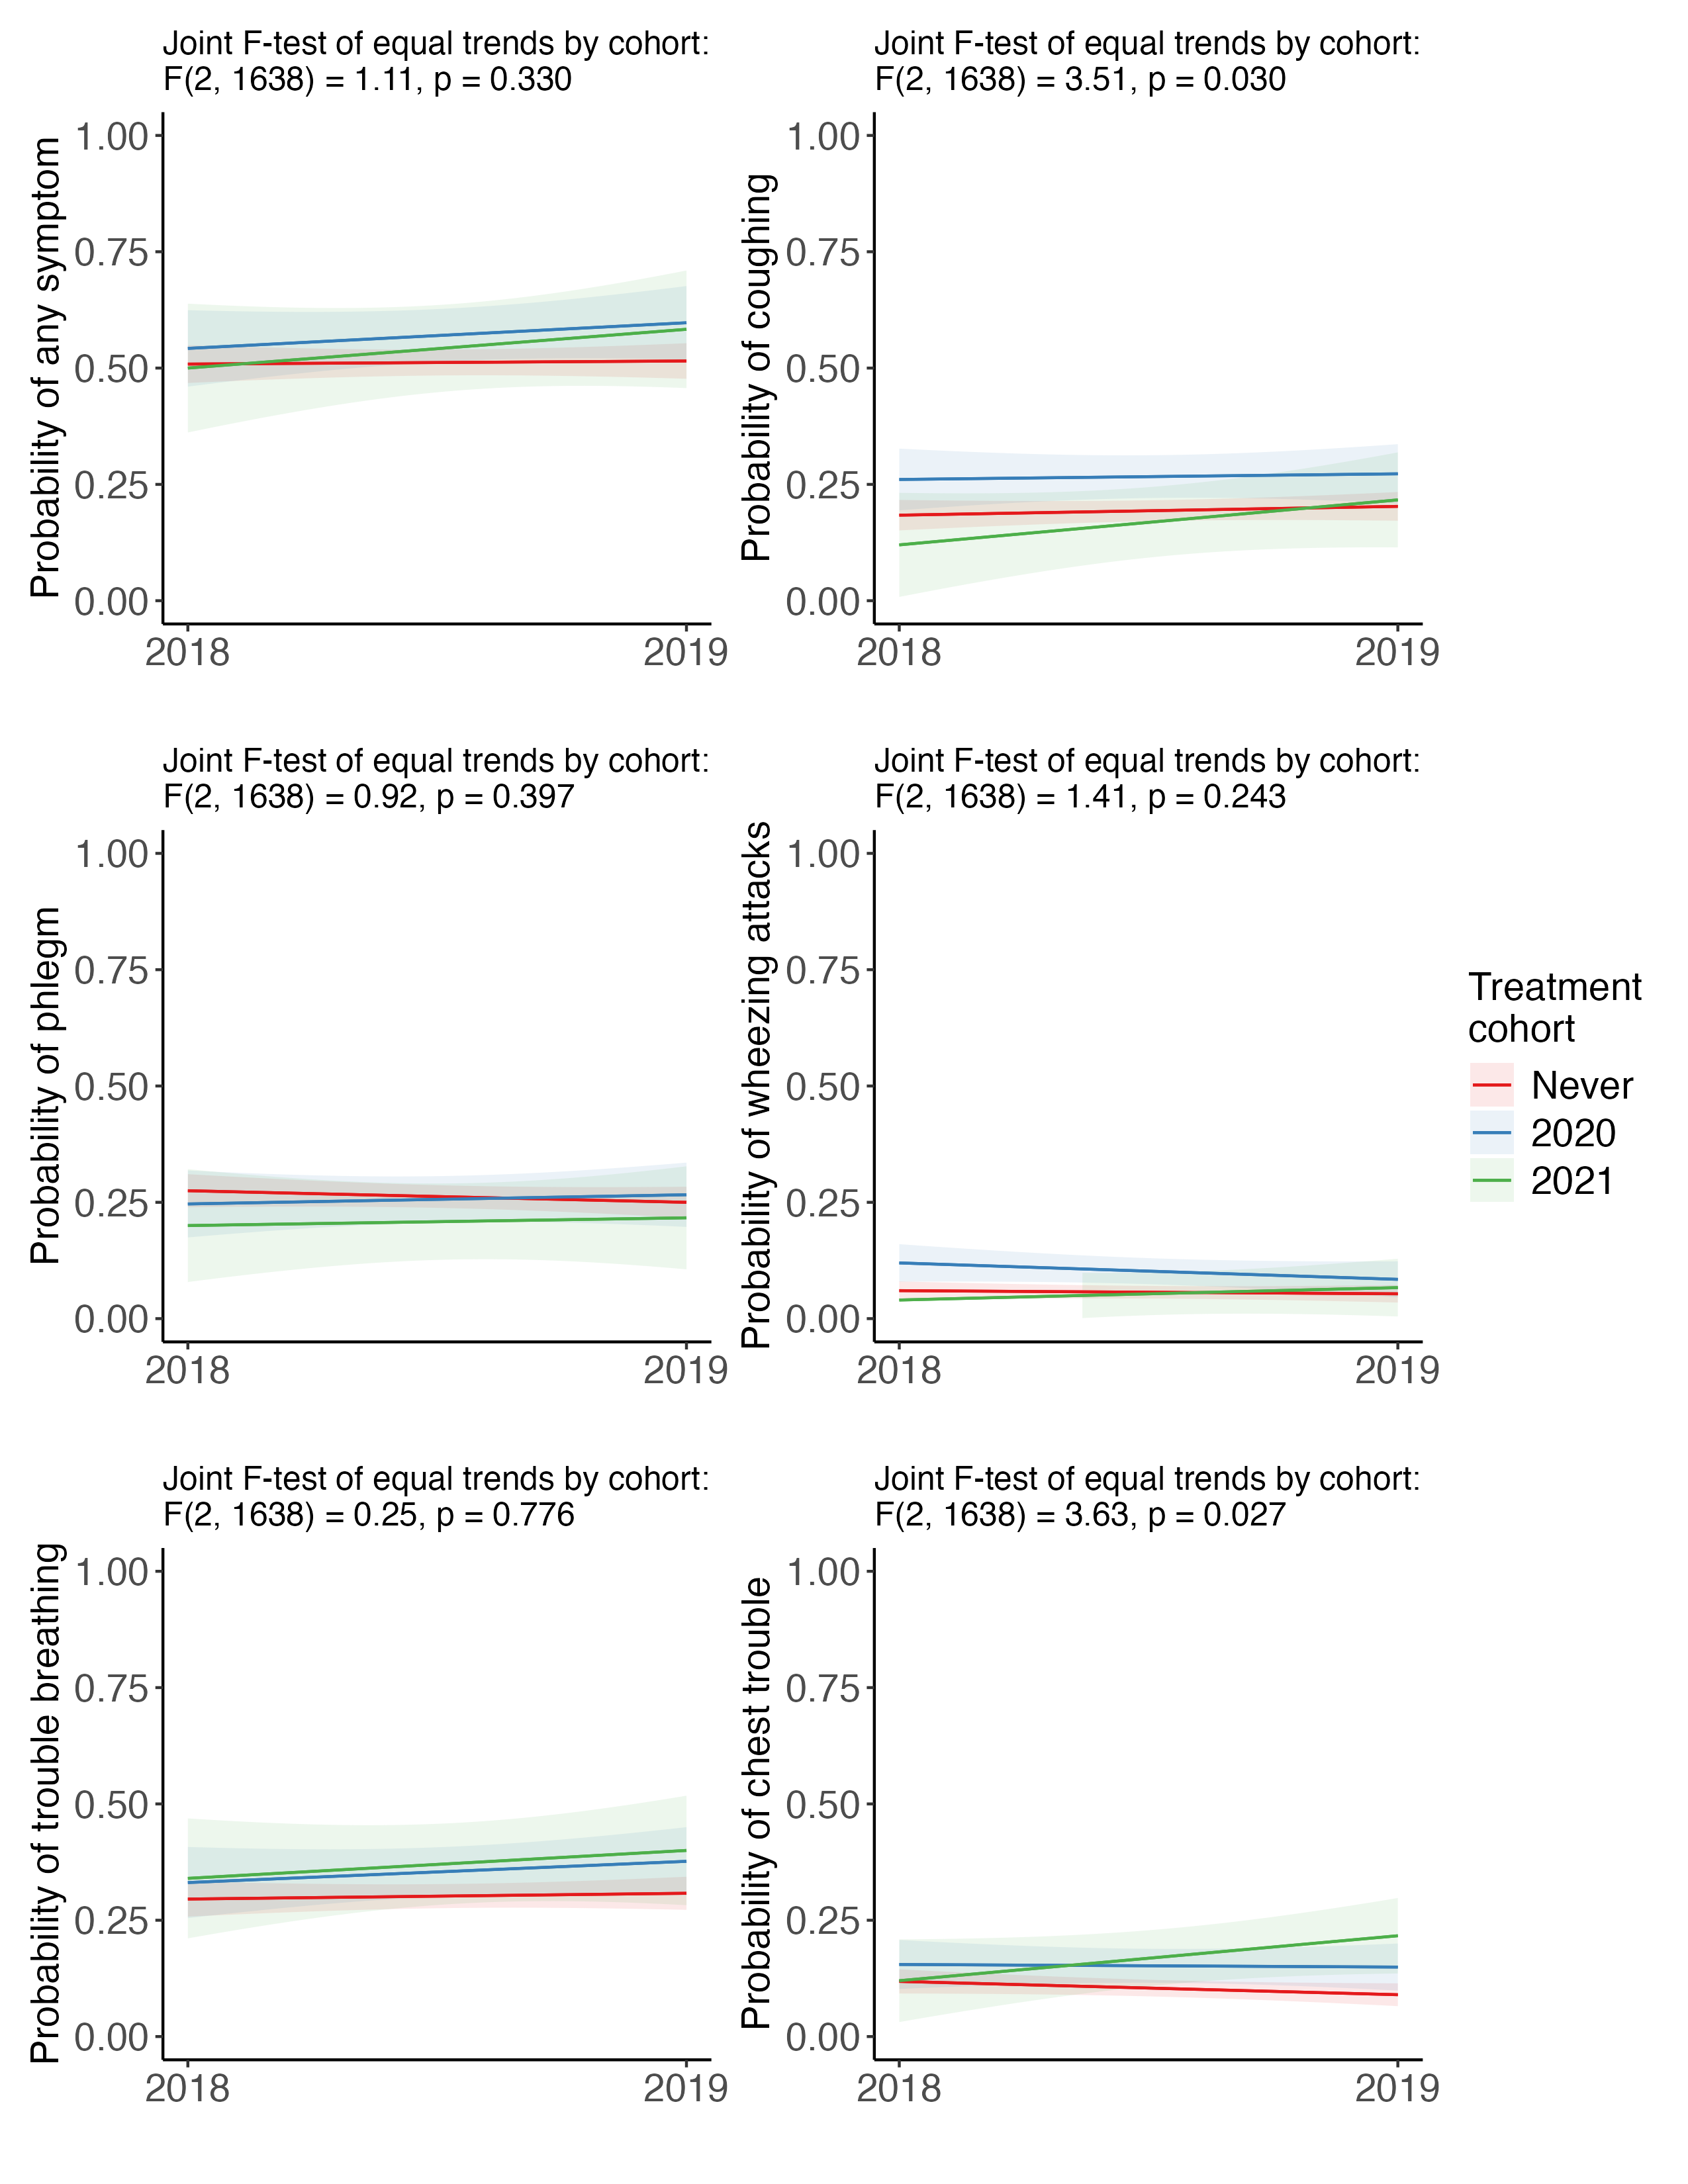 Joint F-test of equal trends by cohort:
F(2, 1638) = 1.11, p = 0.330
Probability of any symptom
1.00
0.75
0.50
0.25
0.00
2018 2019
Joint F-test of equal trends by cohort:
F(2, 1638) = 3.51, p = 0.030
Probability of coughing
1.00
0.75
0.50
0.25
0.00
2018 2019
Joint F-test of equal trends by cohort:
F(2, 1638) = 0.92, p = 0.397
Probability of phlegm
1.00
0.75
0.50
0.25
0.00
2018 2019
Joint F-test of equal trends by cohort:
F(2, 1638) = 1.41, p = 0.243
Probability of wheezing attacks
1.00
0.75
0.50
0.25
0.00
2018 2019
Treatment
cohort
Never
2020
2021
Joint F-test of equal trends by cohort:
F(2, 1638) = 0.25, p = 0.776
Probability of trouble breathing
1.00
0.75
0.50
0.25
0.00
2018 2019
Joint F-test of equal trends by cohort:
F(2, 1638) = 3.63, p = 0.027
Probability of chest trouble
1.00
0.75
0.50
0.25
0.00
2018 2019